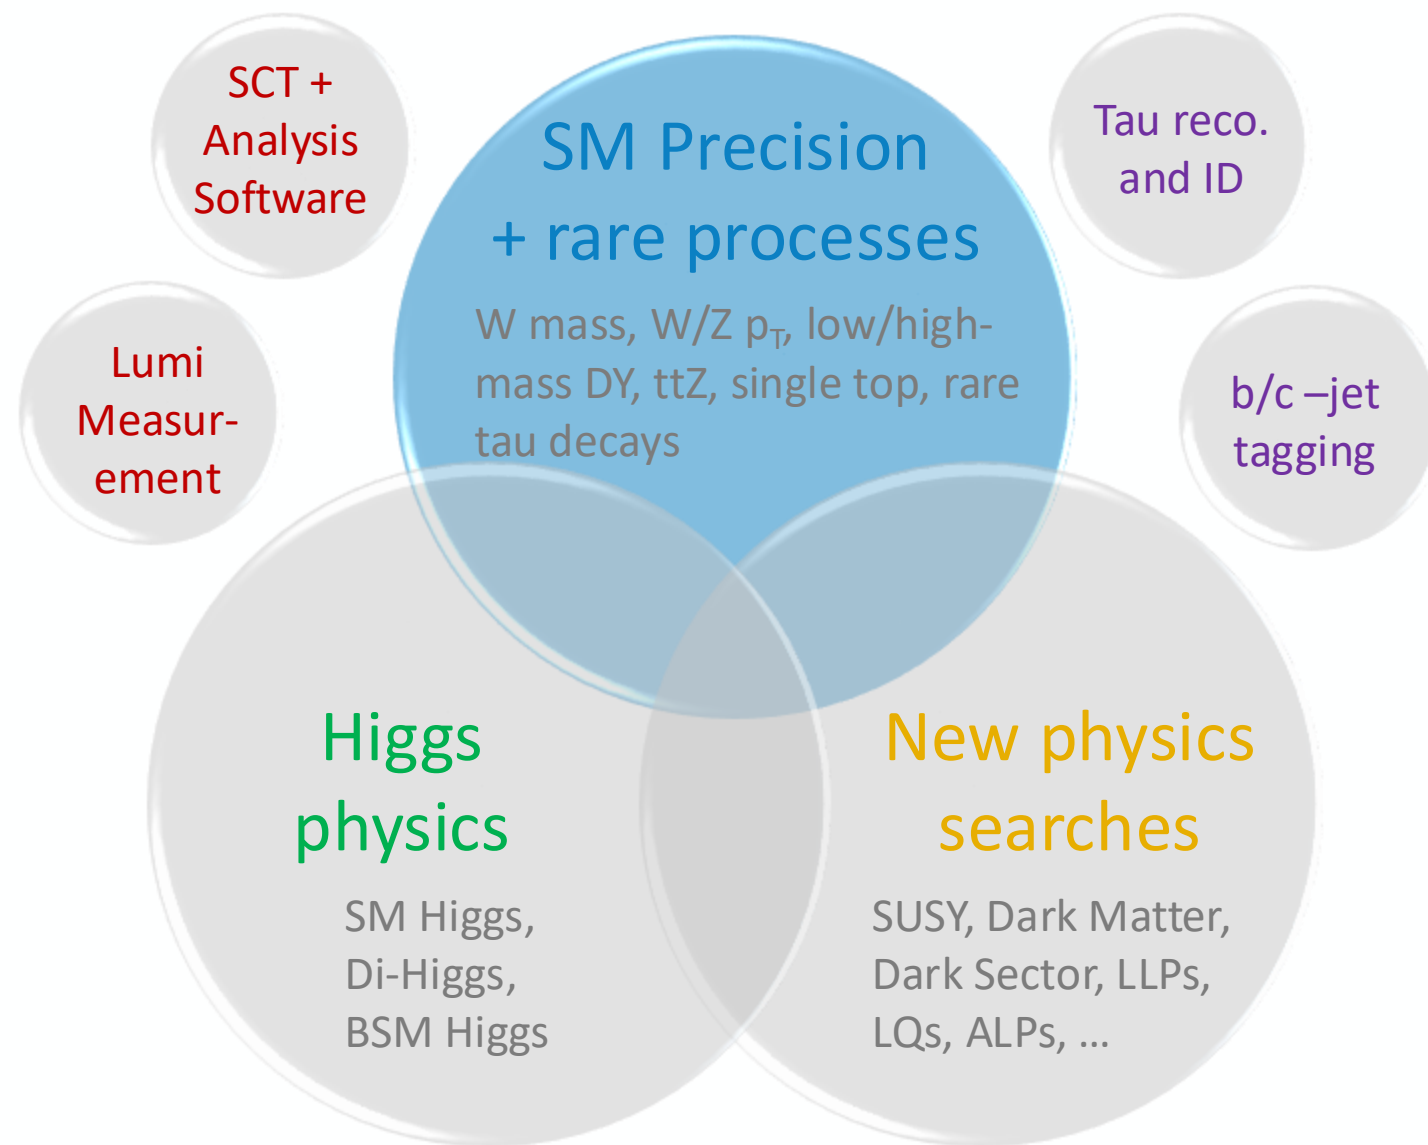 SCT +
Analysis
Software
SM Precision
+ rare processes
W mass, W/Z pT, low/high-
mass DY, ttZ, single top, rare
tau decays
Tau reco.
and ID
Lumi
Measur-
ement
b/c –jet
tagging
Higgs
physics
SM Higgs,
Di-Higgs,
BSM Higgs
New physics
searches
SUSY, Dark Matter,
Dark Sector, LLPs,
LQs, ALPs, ...